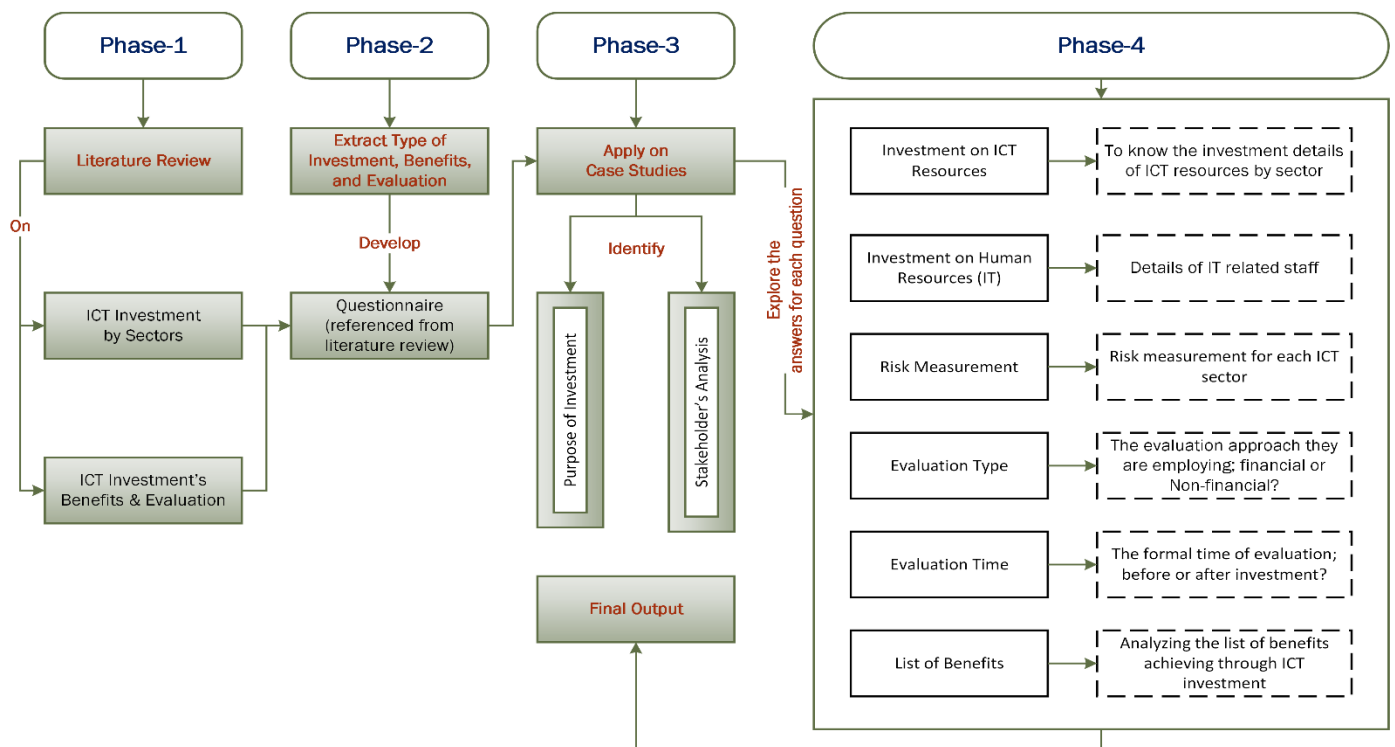 Phase-1
Literature Review
On
ICT Investment
by Sectors
ICT Investment's
Benefits & Evaluation
Phase-2
Extract Type of
Investment, Benefits,
and Evaluation
Develop
Questionnaire
(referenced from
literature review)
Phase-3
Apply on
Case Studies
Identify
Purpose of Investment
Stakeholder's Analysis
Final Output
Explore the
answers for each question
Phase-4
Investment on ICT
Resources
To know the investment details
of ICT resources by sector
Investment on Human
Resources (IT)
Details of IT related staff
Risk Measurement
Risk measurement for each ICT
sector
Evaluation Type
The evaluation approach they
are employing; financial or
Non-financial?
Evaluation Time
The formal time of evaluation;
before or after investment?
List of Benefits
Analyzing the list of benefits
achieving through ICT
investment